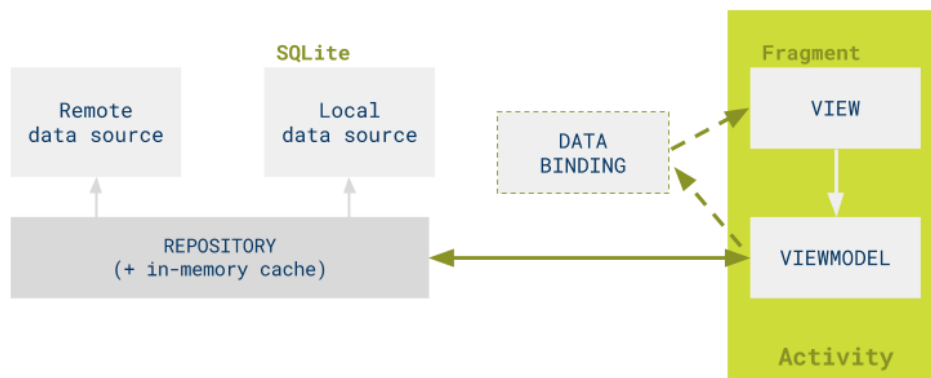 SQLite
Fragment
Remote
data source
Local
data source
VIEW
DATA
BINDING
REPOSITORY
(+ in-memory cache)
VIEWMODEL
Activity